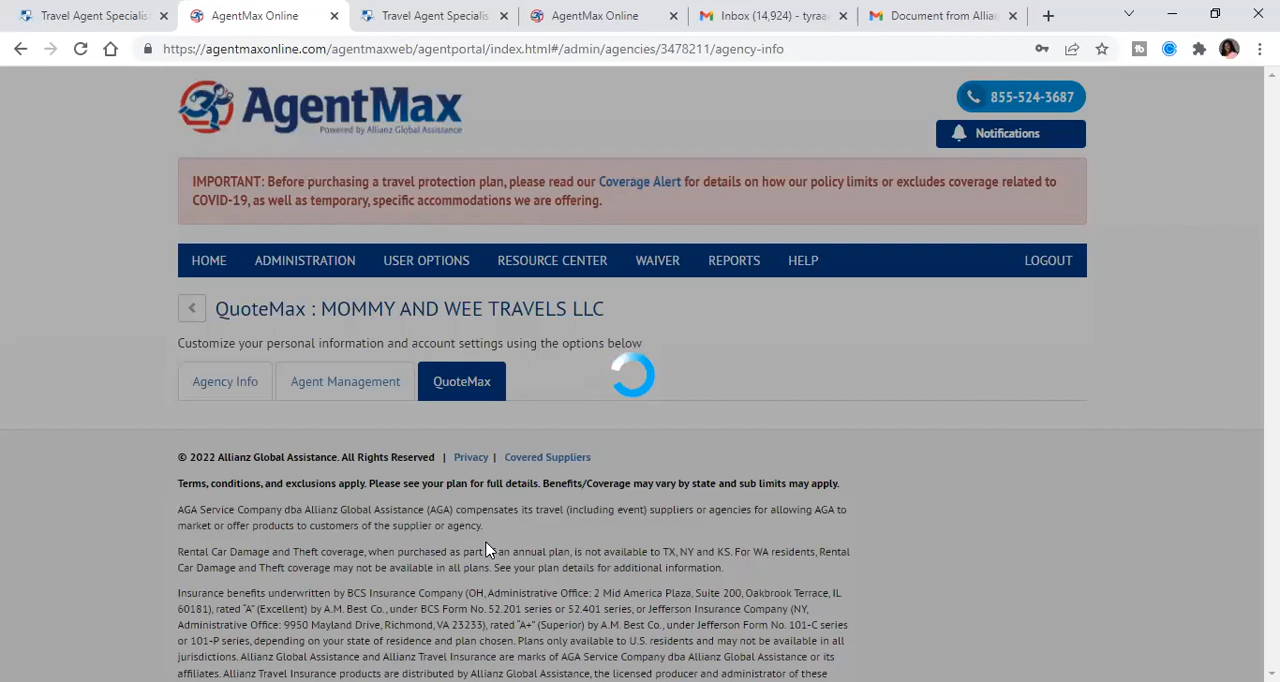 Travel Agent Specialis
AgentMax Online
Travel Agent Specialis
AgentMax Online
Inbox (14,924) - tyraa
Document from Allia
https://agentmaxonline.com/agentmaxweb/agentportal/index.html#/admin/agencies/3478211/agency-info
AgentMax
Powered by Allianz Global Assistance
855-524-3687
Notifications
IMPORTANT: Before purchasing a travel protection plan, please read our Coverage Alert for details on how our policy limits or excludes coverage related to
COVID-19, as well as temporary, specific accommodations we are offering.
HOME ADMINISTRATION USER OPTIONS RESOURCE CENTER WAIVER REPORTS HELP LOGOUT
QuoteMax : MOMMY AND WEE TRAVELS LLC
Customize your personal information and account settings using the options below
Agency Info Agent Management QuoteMax
© 2022 Allianz Global Assistance. All Rights Reserved | Privacy | Covered Suppliers
Terms, conditions, and exclusions apply. Please see your plan for full details. Benefits/Coverage may vary by state and sub limits may apply.
AGA Service Company dba Allianz Global Assistance (AGA) compensates its travel (including event) suppliers or agencies for allowing AGA to
market or offer products to customers of the supplier or agency.
Rental Car Damage and Theft coverage, when purchased as part an annual plan, is not available to TX, NY and KS. For WA residents, Rental
Car Damage and Theft coverage may not be available in all plans. See your plan details for additional information.
Insurance benefits underwritten by BCS Insurance Company (OH, Administrative Office: 2 Mid America Plaza, Suite 200, Oakbrook Terrace, IL
60181), rated "A" (Excellent) by A.M. Best Co., under BCS Form No. 52.201 series or 52.401 series, or Jefferson Insurance Company (NY,
Administrative Office: 9950 Mayland Drive, Richmond, VA 23233), rated "A+" (Superior) by A.M. Best Co., under Jefferson Form No. 101-C series
or 101-P series, depending on your state of residence and plan chosen. Plans only available to U.S. residents and may not be available in all
jurisdictions. Allianz Global Assistance and Allianz Travel Insurance are marks of AGA Service Company dba Allianz Global Assistance or its
affiliates. Allianz Travel Insurance products are distributed by Allianz Global Assistance, the licensed producer and administrator of these